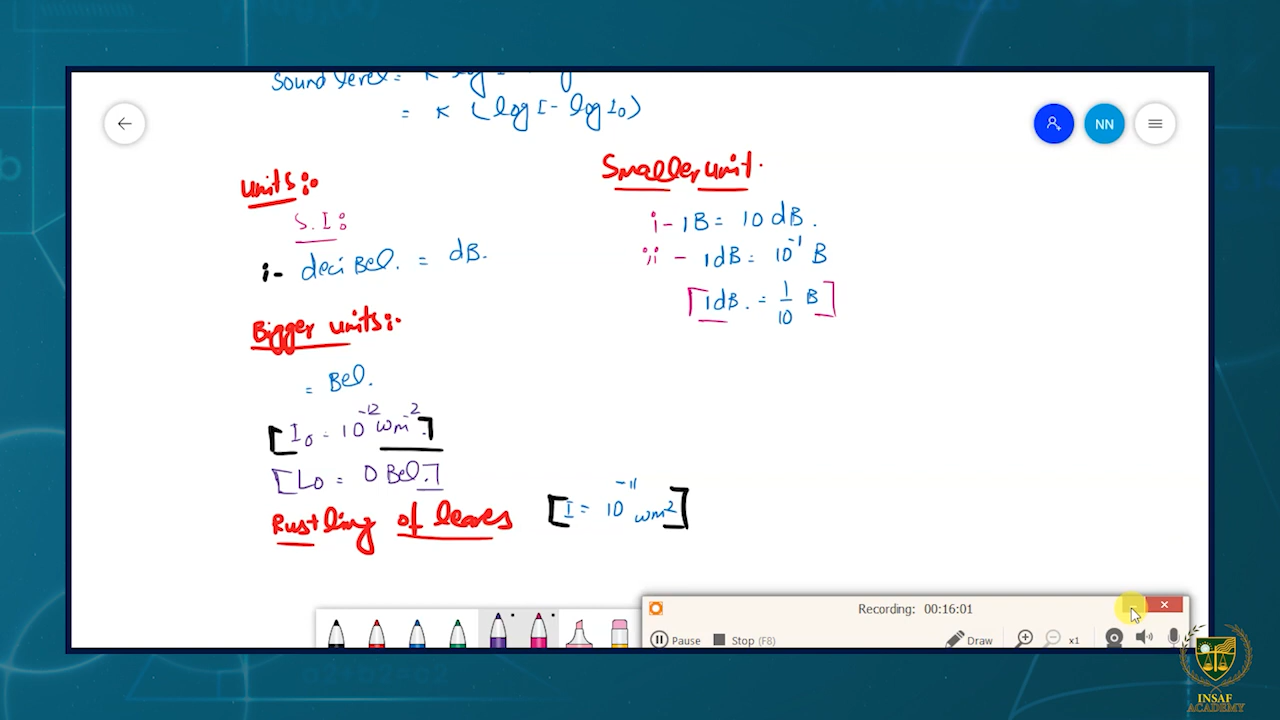 Sound level =
= K (log I - log I₀)
NN
Units :-
S.I :
i- deci Bel. = dB.
Bigger units :-
= Bel.
[I₀ = 10⁻¹² wm⁻².]
[L₀ = 0 Bel.]
Rustling of leaves [I = 10⁻¹¹ wm²]
Smaller unit.
i- 1B = 10 dB.
ii- 1dB = 10⁻¹ B
[1dB. = 1/10 B]
Recording: 00:16:01
Pause Stop (F8) Draw x1
INSAF
ACADEMY